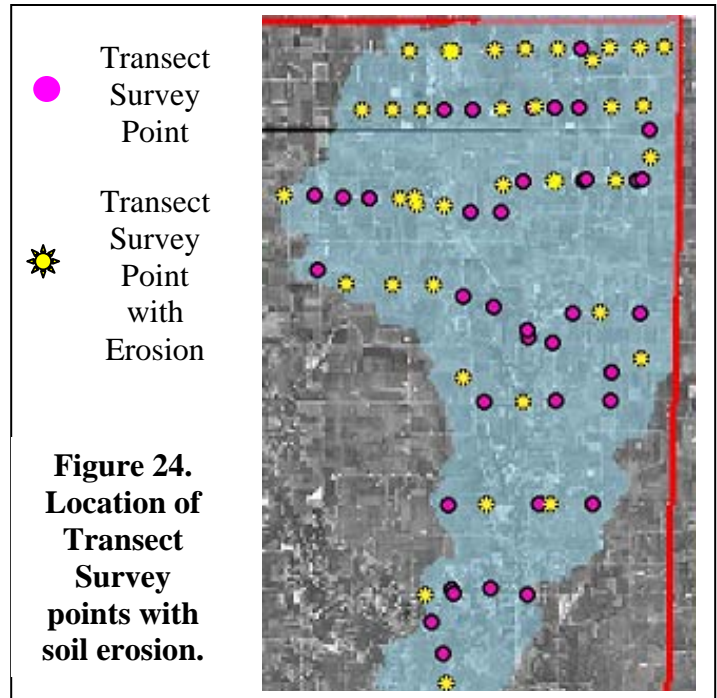 Transect
Survey
Point
Transect
Survey
Point
with
Erosion
Figure 24.
Location of
Transect
Survey
points with
soil erosion.